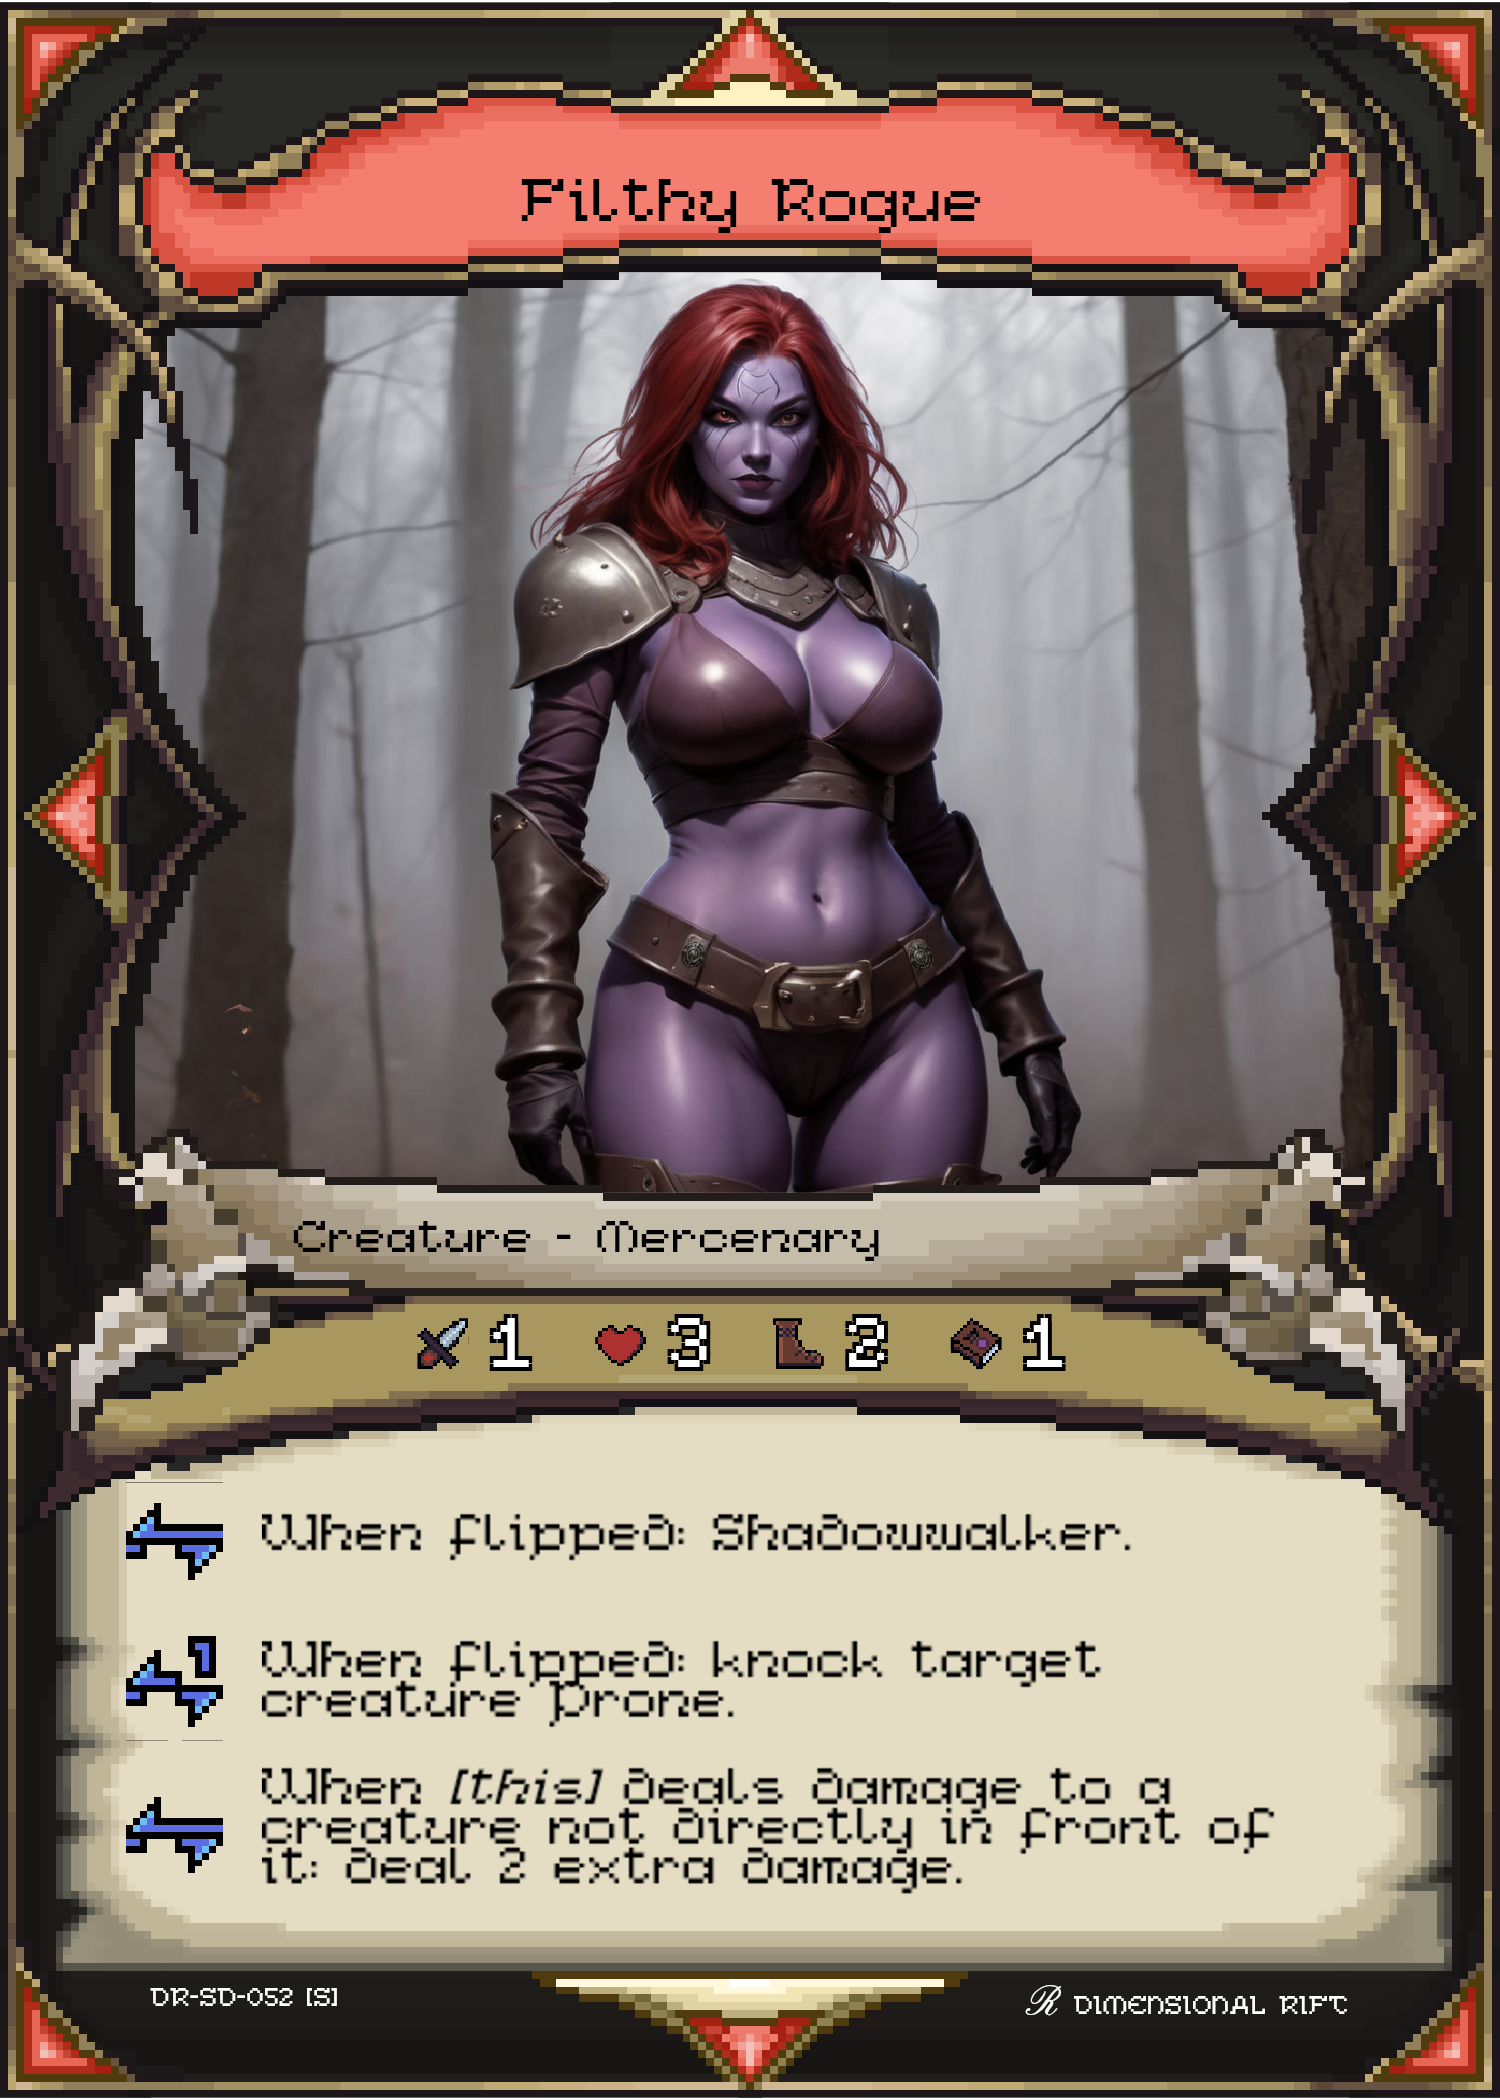 Filthy Rogue
Creature - Mercenary
1 3 2 1
When flipped: Shadowwalker.
1
When flipped: knock target
creature Prone.
When [this] deals damage to a
creature not directly in front of
it: deal 2 extra damage.
DR-SD-052 [S]
R DIMENSIONAL RIFT